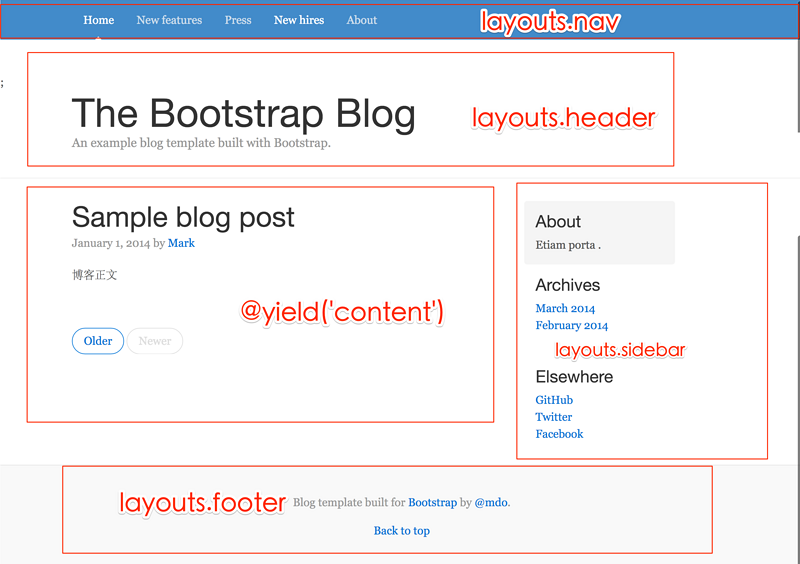 Home New features Press New hires About layouts.nav
;
The Bootstrap Blog
layouts.header
An example blog template built with Bootstrap.
Sample blog post
January 1, 2014 by Mark
博客正文
@yield('content')
Older Newer
About
Etiam porta .
Archives
March 2014
February 2014
layouts.sidebar
Elsewhere
GitHub
Twitter
Facebook
layouts.footer Blog template built for Bootstrap by @mdo.
Back to top